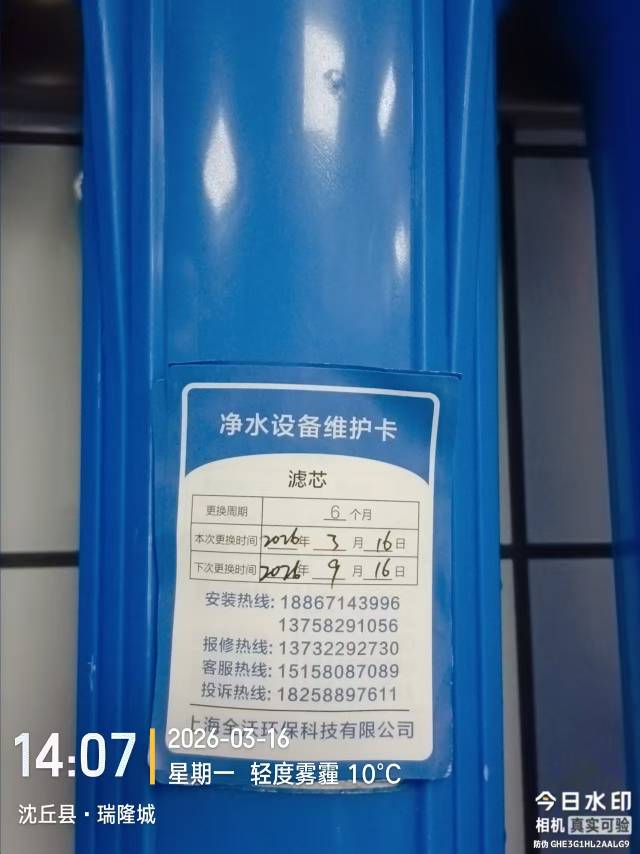 净水设备维护卡
滤芯
更换周期 6 个月
本次更换时间 2026年 3 月 16 日
下次更换时间 2026年 9 月 16 日
安装热线: 18867143996
13758291056
报修热线: 13732292730
客服热线: 15158087089
投诉热线: 18258897611
上海全沃环保科技有限公司
14:07
2026-03-16
星期一 轻度雾霾 10°C
沈丘县·瑞隆城
今日水印
相机 真实可验
防伪 GHE3G1HL2AALG9